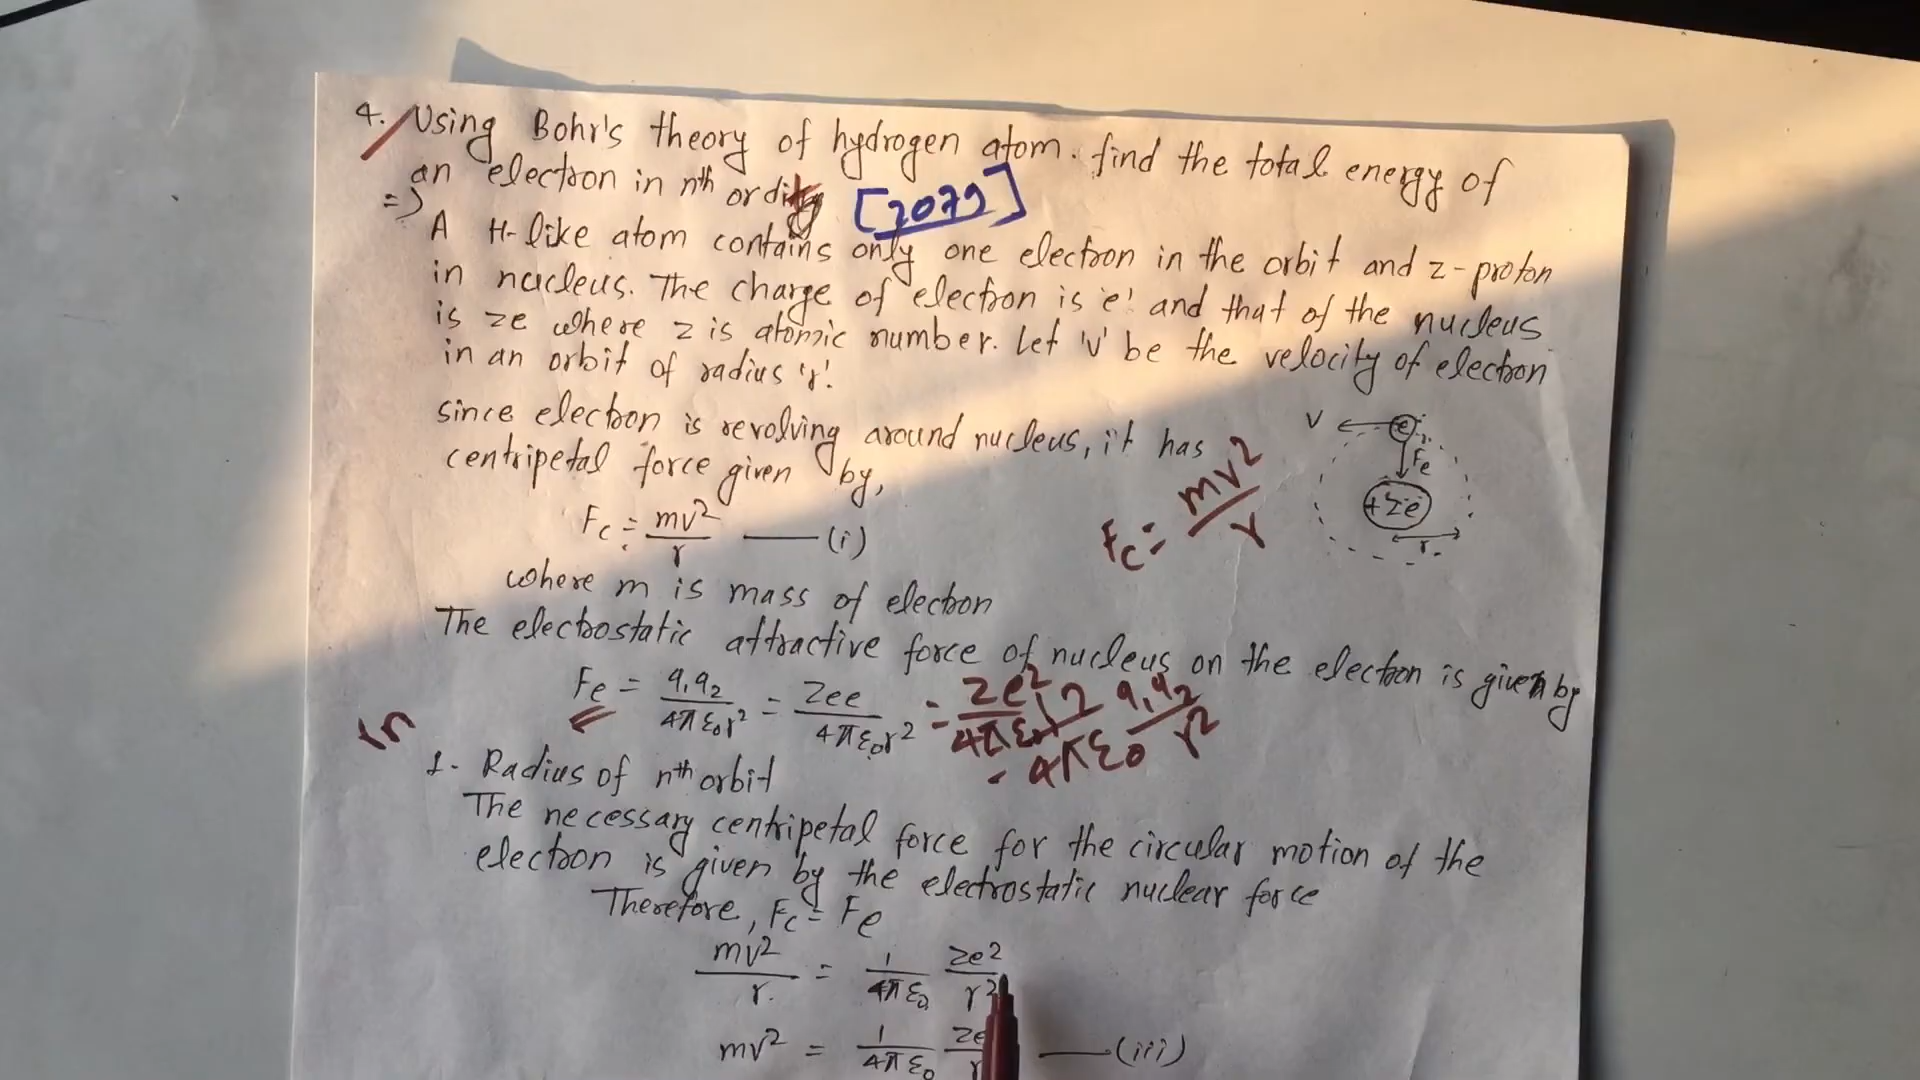 4. Using Bohr's theory of hydrogen atom. find the total energy of
an electron in nth
[2079]
=> A H-like atom contains only one electron in the orbit and z-proton
in nucleus. The charge of electron is 'e' and that of the nucleus
is ze where z is atomic number. Let 'v' be the velocity of electron
in an orbit of radius 'r'.
since electron is revolving around nucleus, it has
centripetal force given by,
Fc = mv²/r —— (i)
Fc = mv²/r
V e Fe +Ze r
where m is mass of electron
The electrostatic attractive force of nucleus on the electron is given by
Fe = q₁q₂/4πε₀r² = Zee/4πε₀r² =
1. Radius of nth orbit
The necessary centripetal force for the circular motion of the
electron is given by the electrostatic nuclear force
Therefore, Fc = Fe
mv²/r = 1/4πε₀ ze²/r²
mv² = 1/4πε₀ —— (iii)